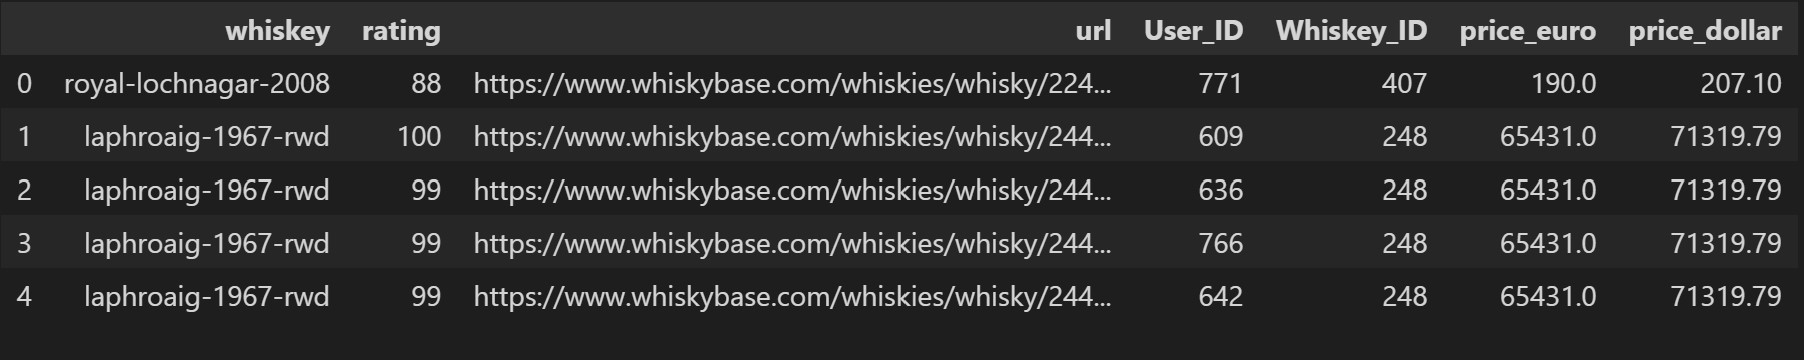 whiskey rating url User_ID Whiskey_ID price_euro price_dollar
0 royal-lochnagar-2008 88 https://www.whiskybase.com/whiskies/whisky/224... 771 407 190.0 207.10
1 laphroaig-1967-rwd 100 https://www.whiskybase.com/whiskies/whisky/244... 609 248 65431.0 71319.79
2 laphroaig-1967-rwd 99 https://www.whiskybase.com/whiskies/whisky/244... 636 248 65431.0 71319.79
3 laphroaig-1967-rwd 99 https://www.whiskybase.com/whiskies/whisky/244... 766 248 65431.0 71319.79
4 laphroaig-1967-rwd 99 https://www.whiskybase.com/whiskies/whisky/244... 642 248 65431.0 71319.79